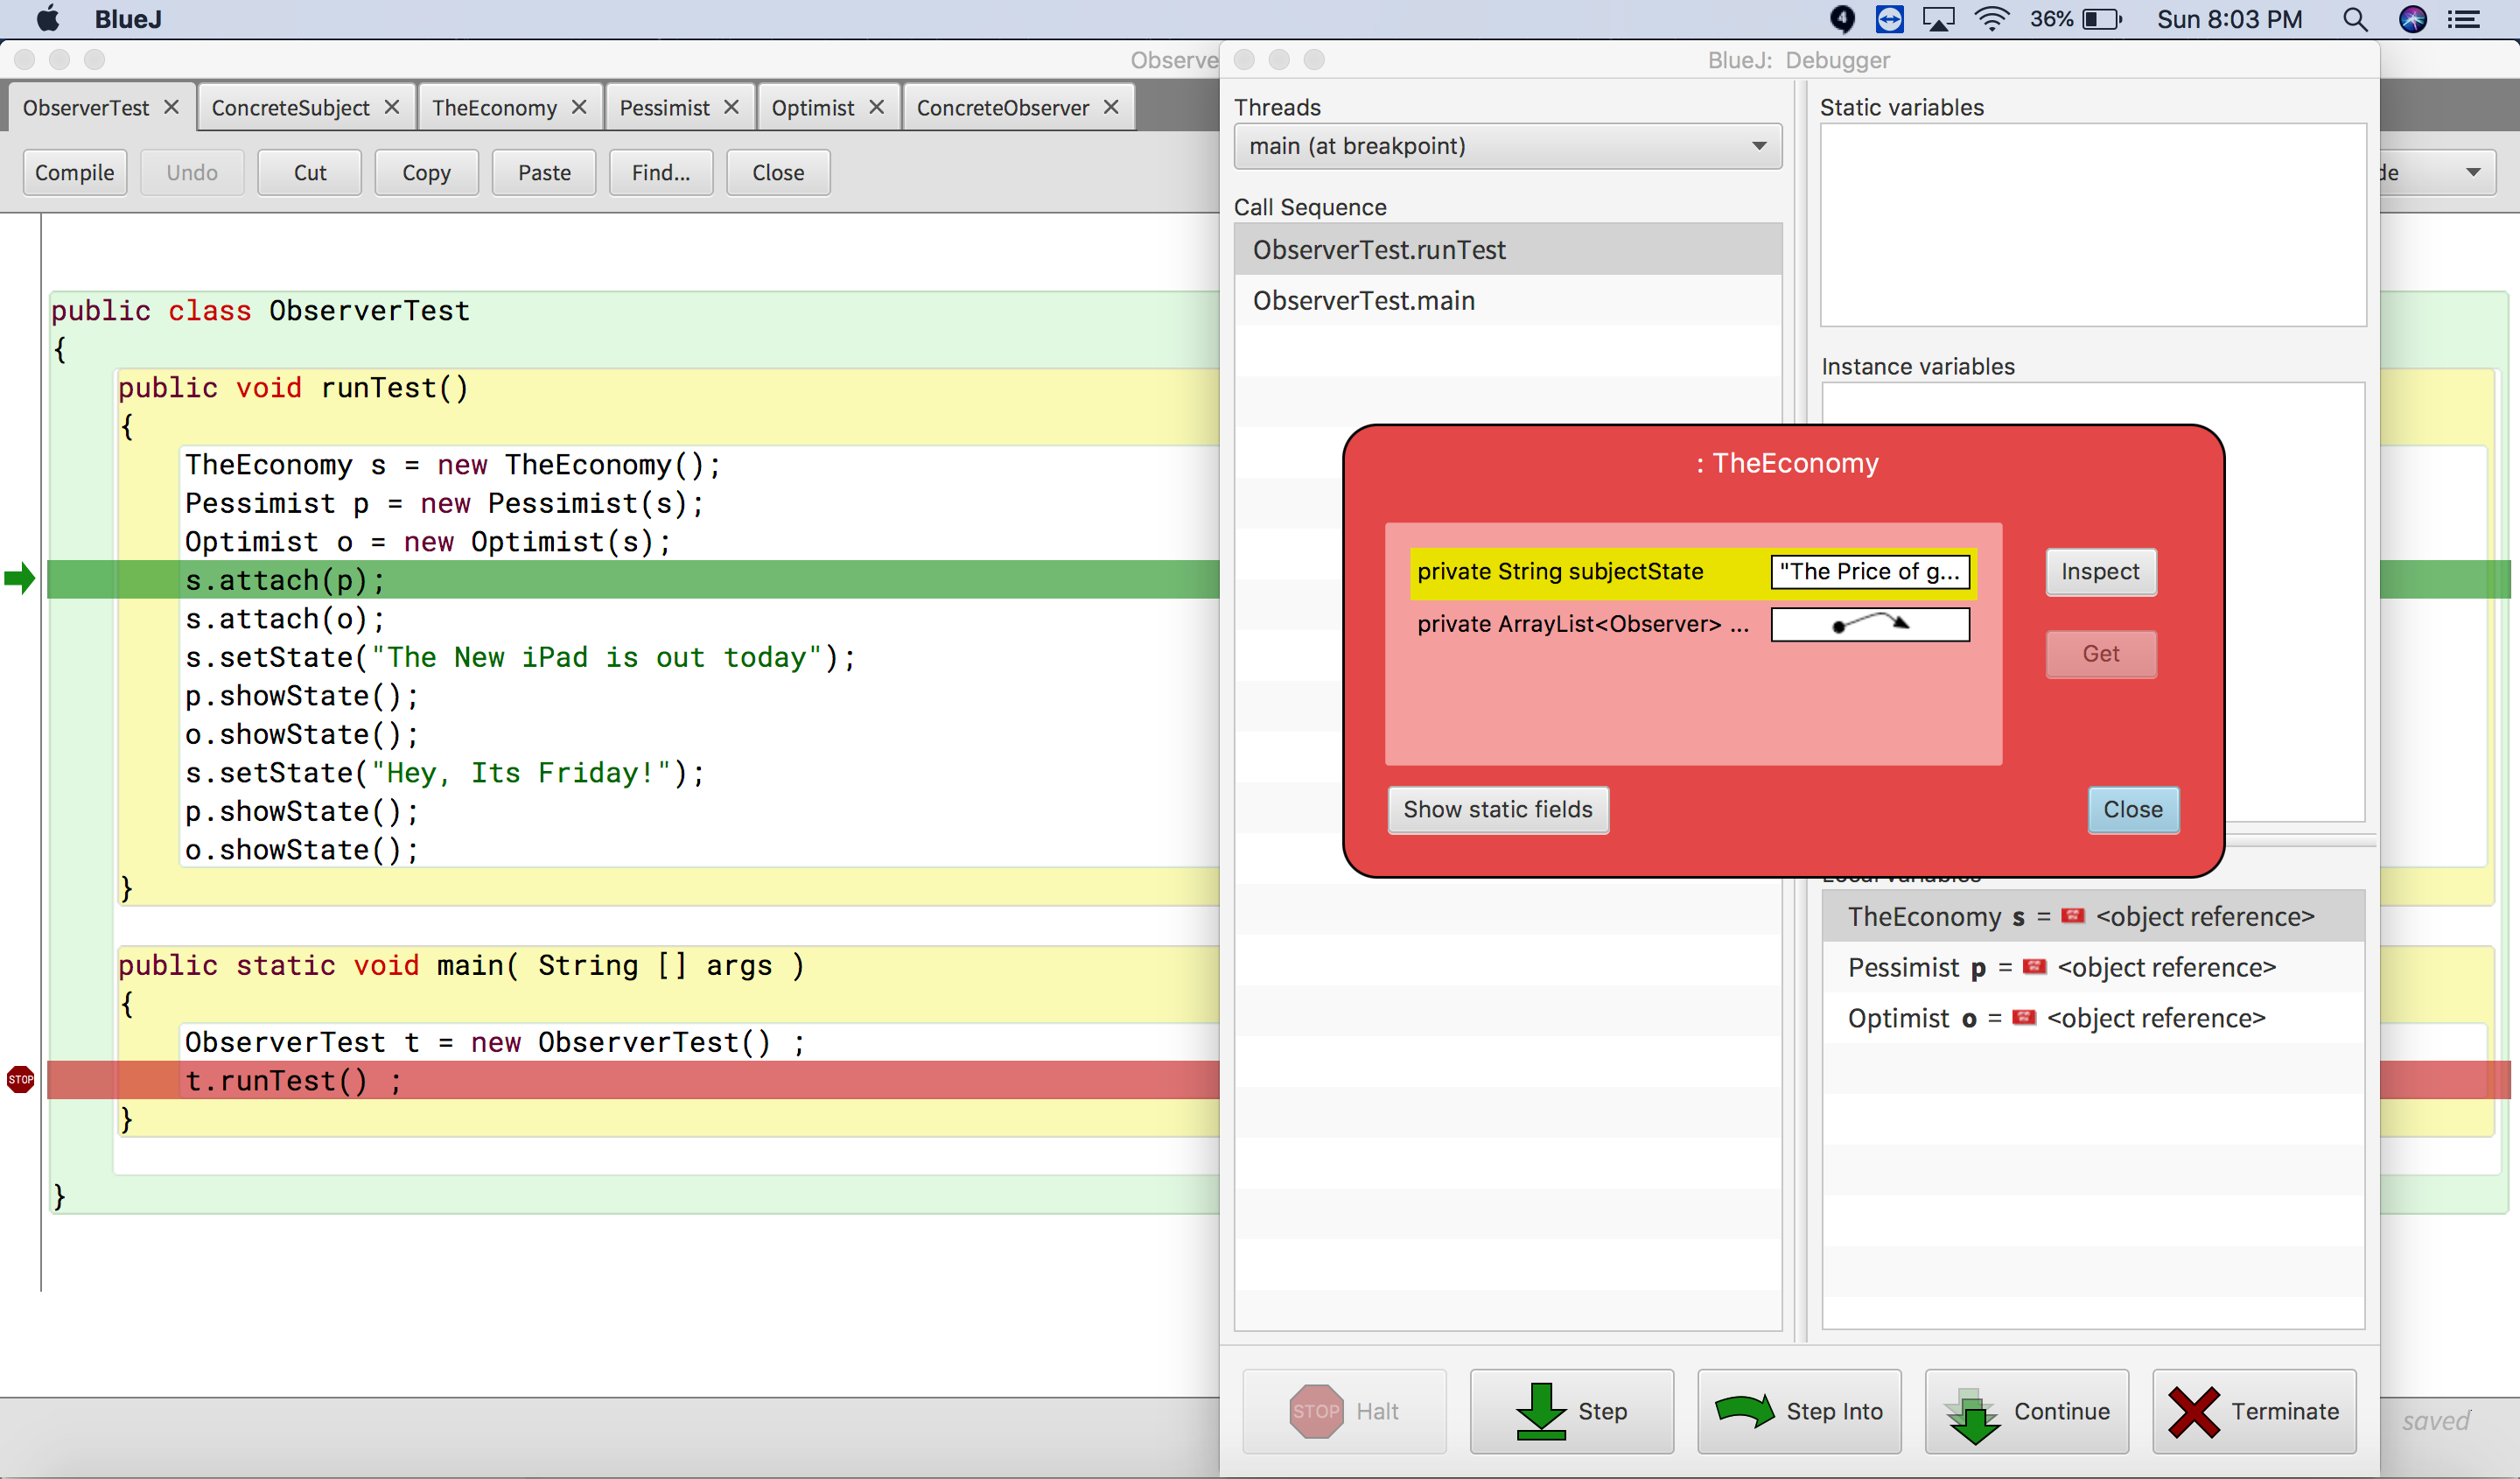 BlueJ
36%
Sun 8:03 PM
Observe
BlueJ: Debugger
ObserverTest
ConcreteSubject
TheEconomy
Pessimist
Optimist
ConcreteObserver
Compile
Undo
Cut
Copy
Paste
Find...
Close
de
public class ObserverTest
{
public void runTest()
{
TheEconomy s = new TheEconomy();
Pessimist p = new Pessimist(s);
Optimist o = new Optimist(s);
s.attach(p);
s.attach(o);
s.setState("The New iPad is out today");
p.showState();
o.showState();
s.setState("Hey, Its Friday!");
p.showState();
o.showState();
}
public static void main( String [] args )
{
ObserverTest t = new ObserverTest() ;
STOP
t.runTest() ;
}
}
Threads
main (at breakpoint)
Call Sequence
ObserverTest.runTest
ObserverTest.main
Static variables
Instance variables
: TheEconomy
private String subjectState
"The Price of g...
private ArrayList<Observer> ...
Inspect
Get
Show static fields
Close
Local variables
TheEconomy s = <object reference>
Pessimist p = <object reference>
Optimist o = <object reference>
STOP
Halt
Step
Step Into
Continue
Terminate
saved